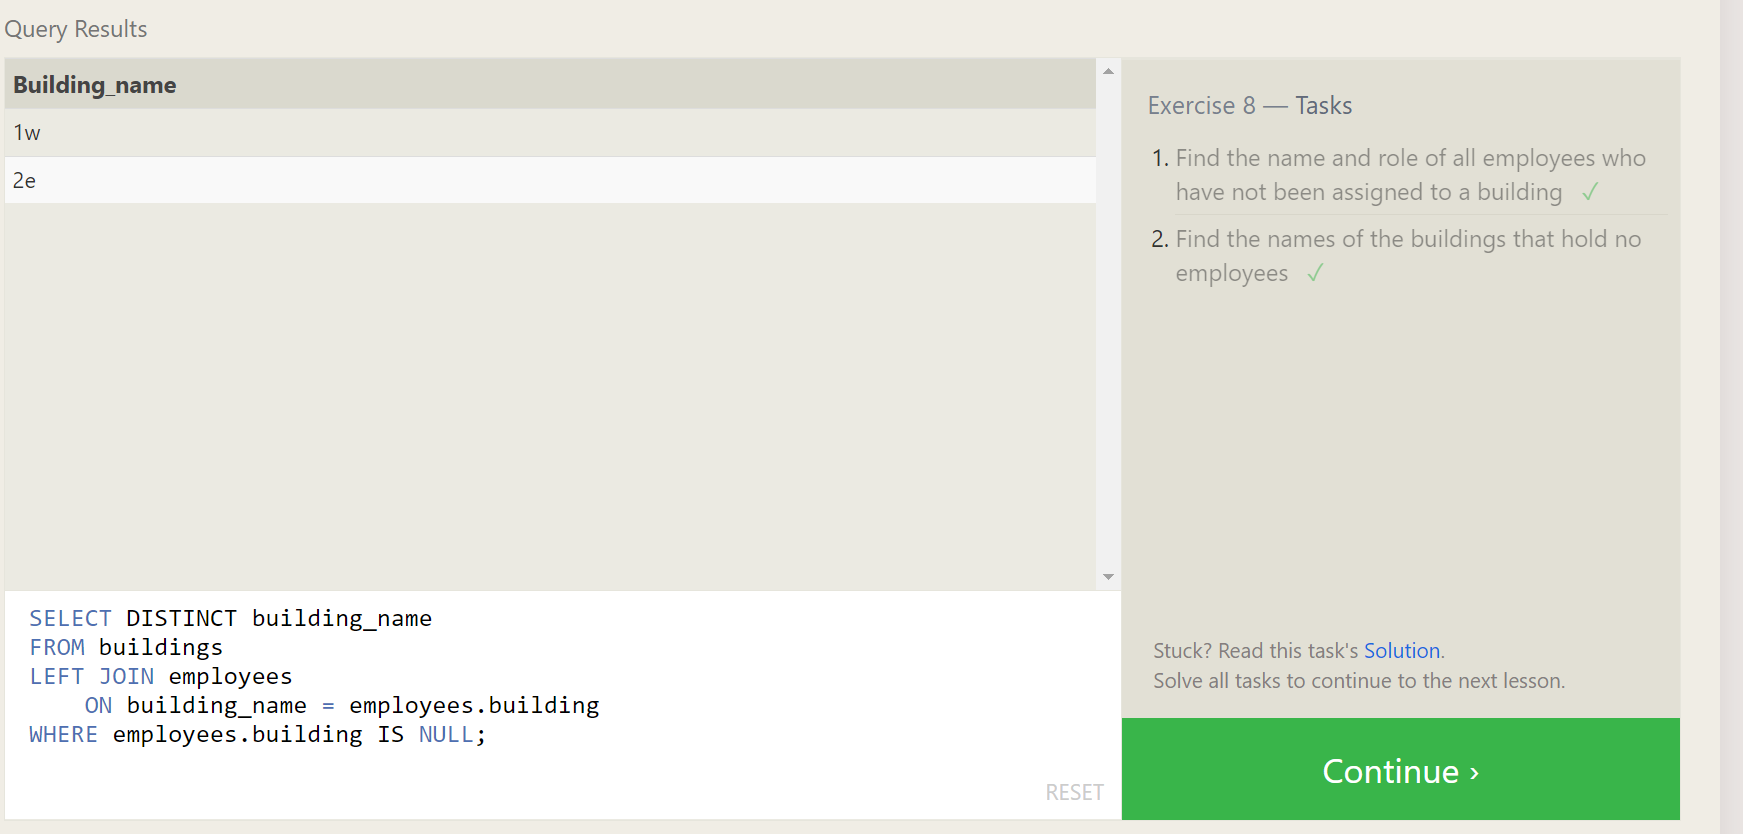 Query Results
Building_name
1w
2e
SELECT DISTINCT building_name
FROM buildings
LEFT JOIN employees
    ON building_name = employees.building
WHERE employees.building IS NULL;
RESET
Exercise 8 — Tasks
1. Find the name and role of all employees who
have not been assigned to a building ✓
2. Find the names of the buildings that hold no
employees ✓
Stuck? Read this task's Solution.
Solve all tasks to continue to the next lesson.
Continue ›